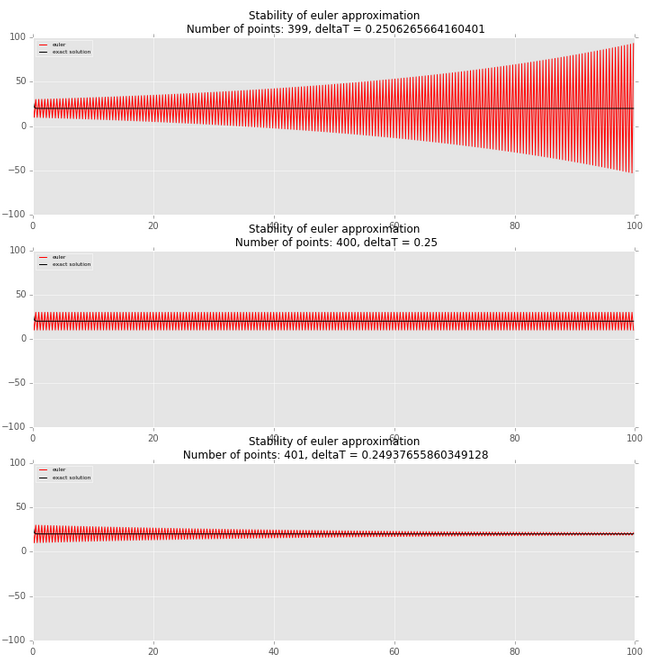 Stability of euler approximation
Number of points: 399, deltaT = 0.2506265664160401
100
euler
exact solution
50
0
−50
−100
0 20 40 60 80 100
Stability of euler approximation
Number of points: 400, deltaT = 0.25
100
euler
exact solution
50
0
−50
−100
0 20 40 60 80 100
Stability of euler approximation
Number of points: 401, deltaT = 0.24937655860349128
100
euler
exact solution
50
0
−50
−100
0 20 40 60 80 100